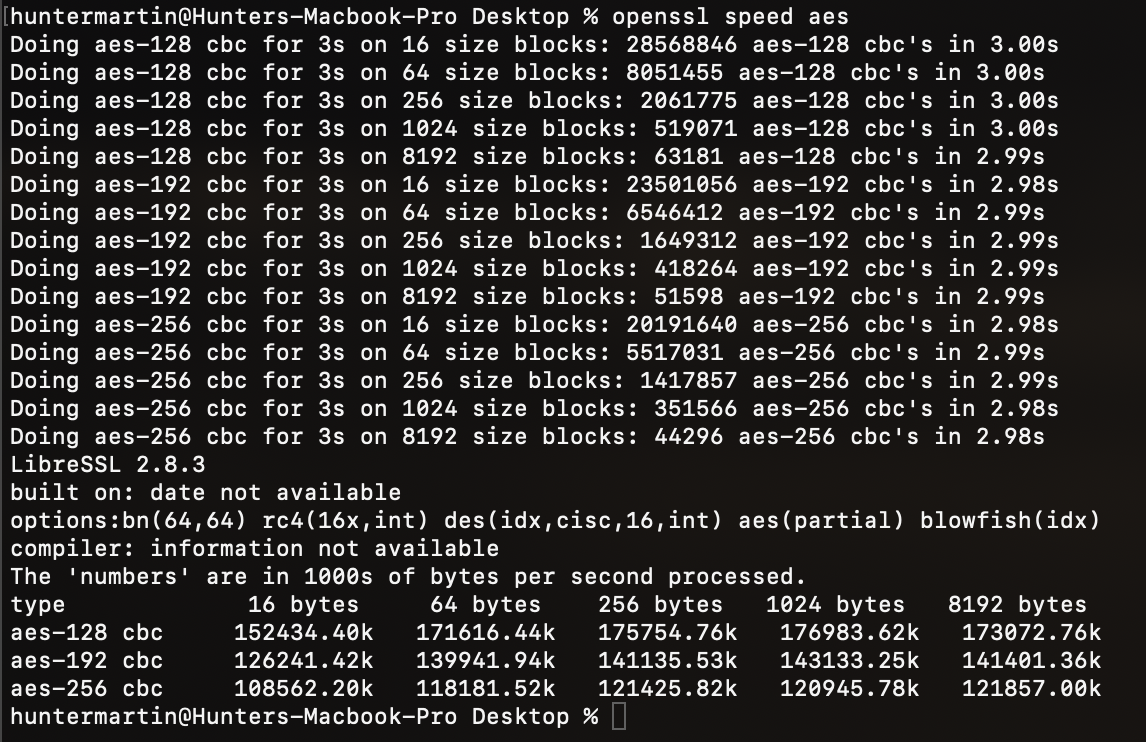 [huntermartin@Hunters-Macbook-Pro Desktop % openssl speed aes
Doing aes-128 cbc for 3s on 16 size blocks: 28568846 aes-128 cbc's in 3.00s
Doing aes-128 cbc for 3s on 64 size blocks: 8051455 aes-128 cbc's in 3.00s
Doing aes-128 cbc for 3s on 256 size blocks: 2061775 aes-128 cbc's in 3.00s
Doing aes-128 cbc for 3s on 1024 size blocks: 519071 aes-128 cbc's in 3.00s
Doing aes-128 cbc for 3s on 8192 size blocks: 63181 aes-128 cbc's in 2.99s
Doing aes-192 cbc for 3s on 16 size blocks: 23501056 aes-192 cbc's in 2.98s
Doing aes-192 cbc for 3s on 64 size blocks: 6546412 aes-192 cbc's in 2.99s
Doing aes-192 cbc for 3s on 256 size blocks: 1649312 aes-192 cbc's in 2.99s
Doing aes-192 cbc for 3s on 1024 size blocks: 418264 aes-192 cbc's in 2.99s
Doing aes-192 cbc for 3s on 8192 size blocks: 51598 aes-192 cbc's in 2.99s
Doing aes-256 cbc for 3s on 16 size blocks: 20191640 aes-256 cbc's in 2.98s
Doing aes-256 cbc for 3s on 64 size blocks: 5517031 aes-256 cbc's in 2.99s
Doing aes-256 cbc for 3s on 256 size blocks: 1417857 aes-256 cbc's in 2.99s
Doing aes-256 cbc for 3s on 1024 size blocks: 351566 aes-256 cbc's in 2.98s
Doing aes-256 cbc for 3s on 8192 size blocks: 44296 aes-256 cbc's in 2.98s
LibreSSL 2.8.3
built on: date not available
options:bn(64,64) rc4(16x,int) des(idx,cisc,16,int) aes(partial) blowfish(idx)
compiler: information not available
The 'numbers' are in 1000s of bytes per second processed.
type             16 bytes     64 bytes    256 bytes   1024 bytes   8192 bytes
aes-128 cbc     152434.40k   171616.44k   175754.76k   176983.62k   173072.76k
aes-192 cbc     126241.42k   139941.94k   141135.53k   143133.25k   141401.36k
aes-256 cbc     108562.20k   118181.52k   121425.82k   120945.78k   121857.00k
huntermartin@Hunters-Macbook-Pro Desktop %